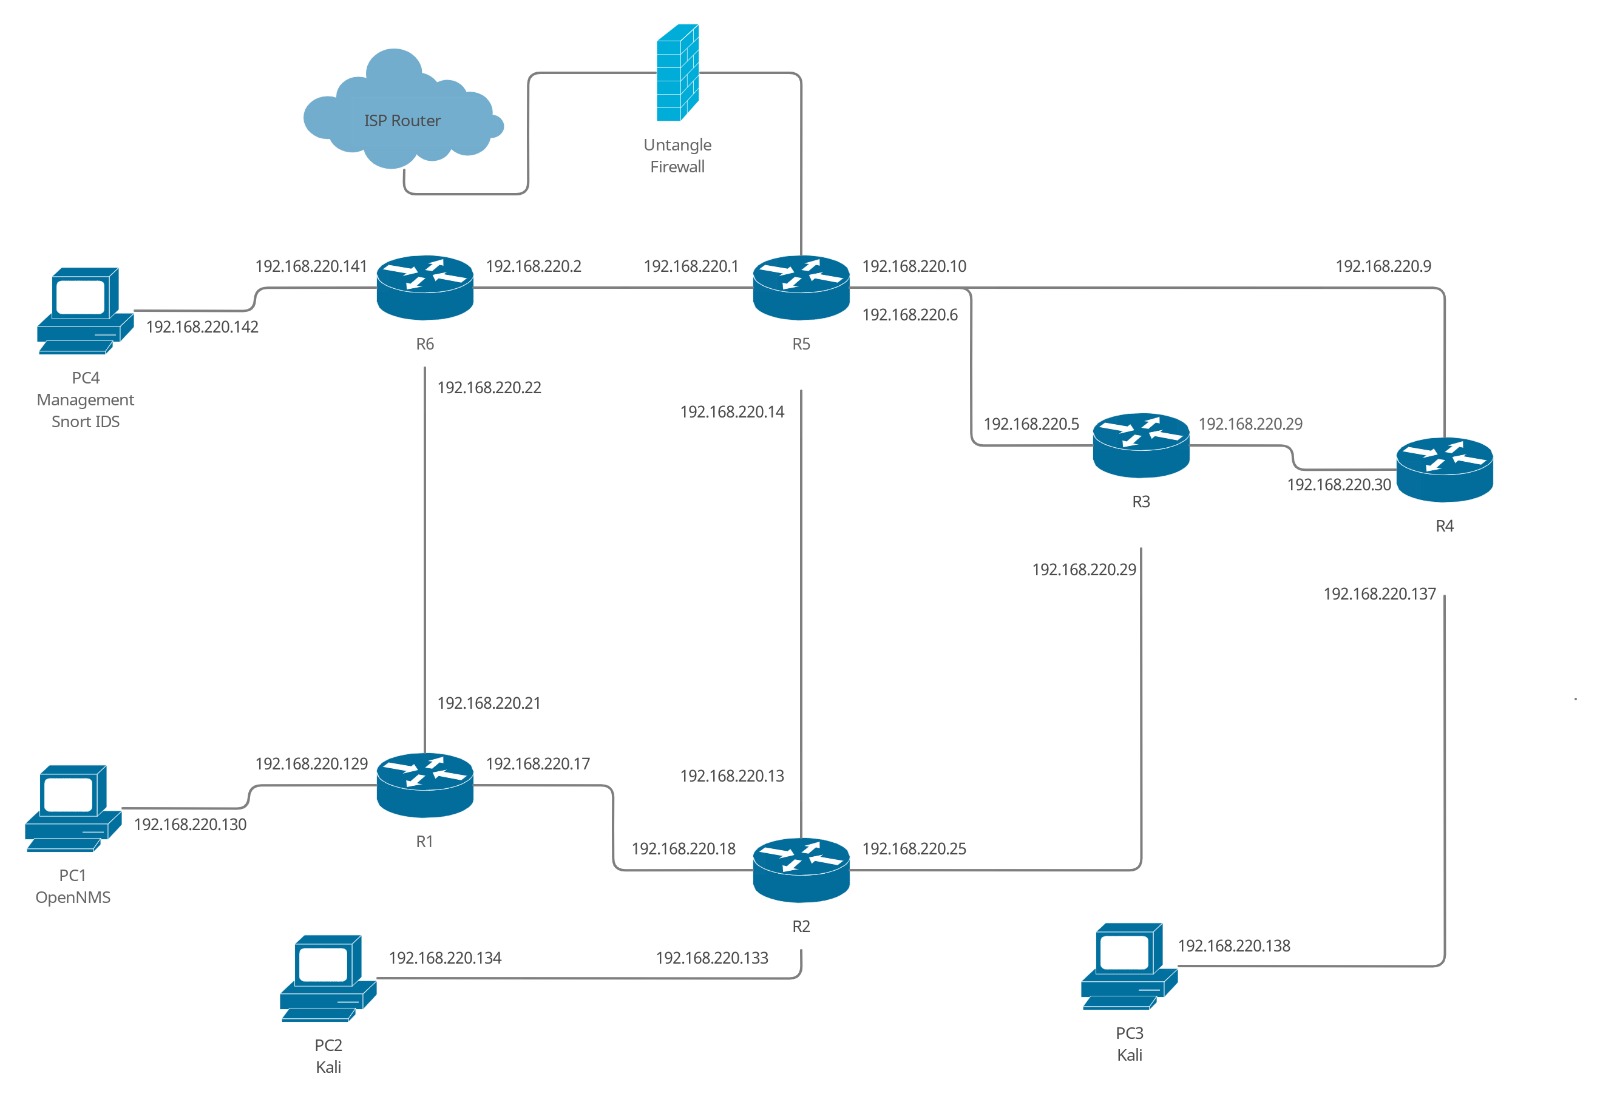 ISP Router
Untangle
Firewall
192.168.220.141
192.168.220.2
192.168.220.1
192.168.220.10
192.168.220.9
192.168.220.142
192.168.220.6
R6
R5
PC4
Management
Snort IDS
192.168.220.22
192.168.220.14
192.168.220.5
192.168.220.29
192.168.220.30
R3
R4
192.168.220.29
192.168.220.137
192.168.220.21
192.168.220.129
192.168.220.17
192.168.220.13
192.168.220.130
R1
192.168.220.18
192.168.220.25
PC1
OpenNMS
R2
192.168.220.134
192.168.220.133
192.168.220.138
PC2
Kali
PC3
Kali